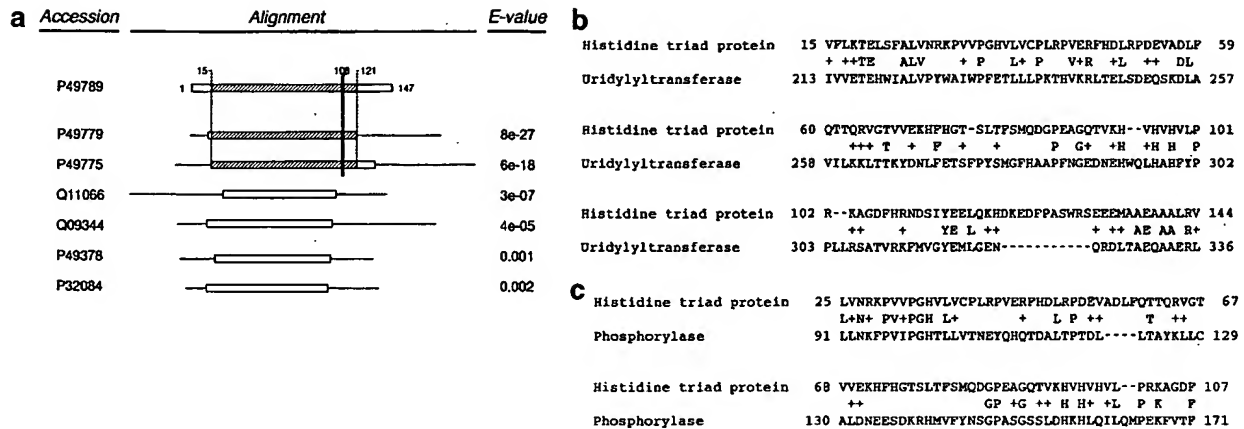 a Accession Alignment E-value
15 108 121
P49789 1 147
P49779 8e-27
P49775 6e-18
Q11066 3e-07
Q09344 4e-05
P49378 0.001
P32084 0.002
b
Histidine triad protein 15 VFLKTELSFALVNRKPVVPGHVLVCPLRPVERFHDLRPDEVADLF 59
+ ++TE ALV + P L+ P V+R +L ++ DL
Uridylyltransferase 213 IVVETEHWIALVPYWAIWPFETLLLPKTHVKRLTELSDEQSKDLA 257
Histidine triad protein 60 QTTQRVGTVVEKHFHGT-SLTFSMQDGPEAGQTVKH--VHVHVLP 101
+++ T + F + + P G+ +H +H H P
Uridylyltransferase 258 VILKKLTTKYDNLFETSFPYSMGFHAAPFNGEDNEHWQLHAHFYP 302
Histidine triad protein 102 R--KAGDFHRNDSIYEELQKHDKEDFPASWRSEEEMAAEAAALRV 144
++ + YE L ++ + ++ AE AA R+
Uridylyltransferase 303 PLLRSATVRKFMVGYEMLGEN-----------QRDLTAEQAAERL 336
c
Histidine triad protein 25 LVNRKPVVPGHVLVCPLRPVERFHDLRPDEVADLFQTTQRVGT 67
L+N+ PV+PGH L+ + L P ++ T ++
Phosphorylase 91 LLNKFPVIPGHTLLVTNEYQHQTDALTPTDL----LTAYKLLC 129
Histidine triad protein 68 VVEKHFHGTSLTFSMQDGPEAGQTVKHVHVHVL--PRKAGDF 107
++ GP +G ++ H H+ +L P K F
Phosphorylase 130 ALDNEESDKRHMVFYNSGPASGSSLDHKHLQILQMPEKFVTF 171